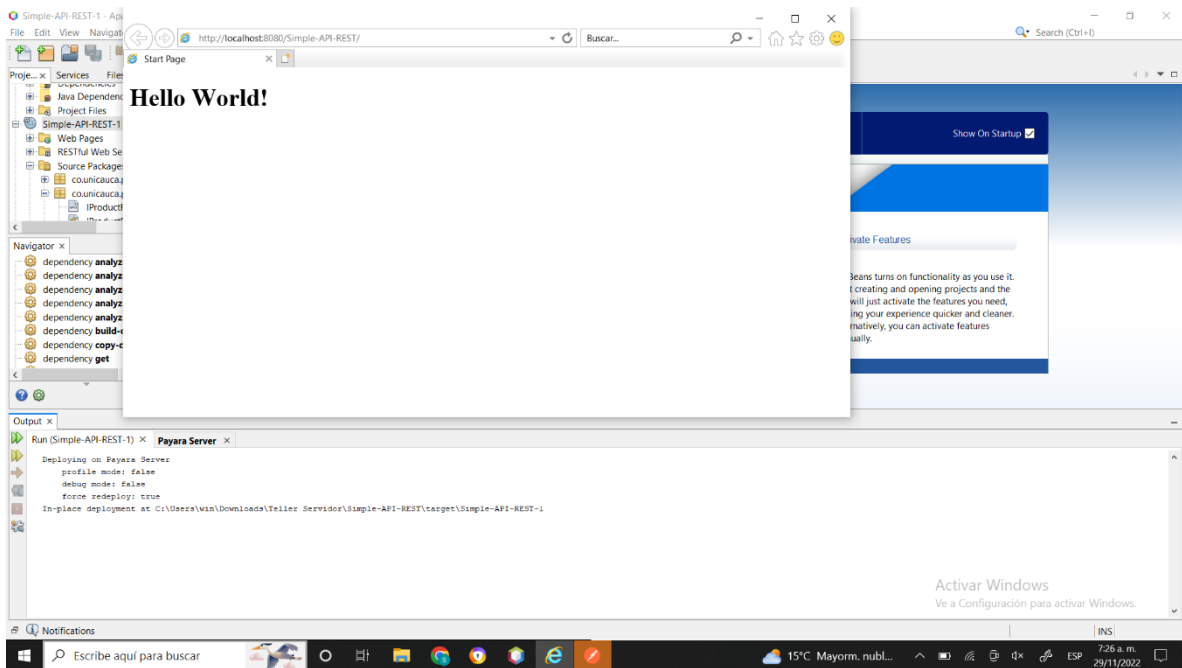 Simple-API-REST-1 - Apa
File Edit View Navigat
Search (Ctrl+I)
http://localhost:8080/Simple-API-REST/
Buscar...
Start Page
Hello World!
Proje... Services Files
Dependencies
Java Dependenc
Project Files
Simple-API-REST-1
Web Pages
RESTful Web Se
Source Package
co.unicauca.
co.unicauca.
IProduct
Navigator
dependency analyz
dependency analyz
dependency analyz
dependency analyz
dependency analyz
dependency build-c
dependency copy-c
dependency get
Show On Startup
vate Features
Beans turns on functionality as you use it.
t creating and opening projects and the
will just activate the features you need,
ing your experience quicker and cleaner.
rnatively, you can activate features
ually.
Output
Run (Simple-API-REST-1) Payara Server
Deploying on Payara Server
profile mode: false
debug mode: false
force redeploy: true
In-place deployment at C:\Users\win\Downloads\Teller Servidor\Simple-API-REST\target\Simple-API-REST-1
Activar Windows
Ve a Configuración para activar Windows.
Notifications
INS
Escribe aquí para buscar
15°C Mayorm. nubl...
ESP
7:26 a. m.
29/11/2022